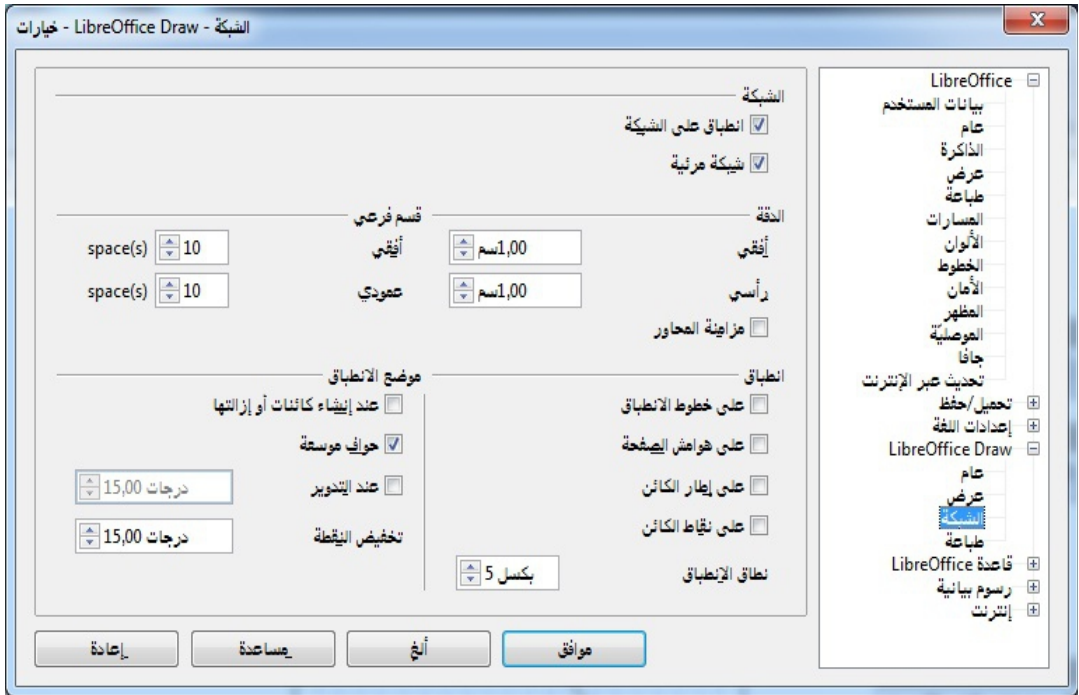 خيارات - LibreOffice Draw - الشبكة
LibreOffice
بيانات المستخدم
عام
الذاكرة
عرض
طباعة
المسارات
الألوان
الخطوط
الأمان
المظهر
الموصليّة
جافا
تحديث عبر الإنترنت
تحميل/حفظ
إعدادات اللغة
LibreOffice Draw
عام
عرض
الشبكة
طباعة
قاعدة LibreOffice
رسوم بيانية
إنترنت
الشبكة
انطباق على الشبكة
شبكة مرئية
الدقة
أفقي 1,00سم
رأسي 1,00سم
مزامنة المحاور
قسم فرعي
أفقي 10 space(s)
عمودي 10 space(s)
انطباق
على خطوط الانطباق
على هوامش الصفحة
على إطار الكائن
على نقاط الكائن
نطاق الإنطباق 5 بكسل
موضع الانطباق
عند إنشاء كائنات أو إزالتها
حواف موسعة
عند التدوير 15,00 درجات
تخفيض النقطة 15,00 درجات
موافق
ألغ
مساعدة
إعادة